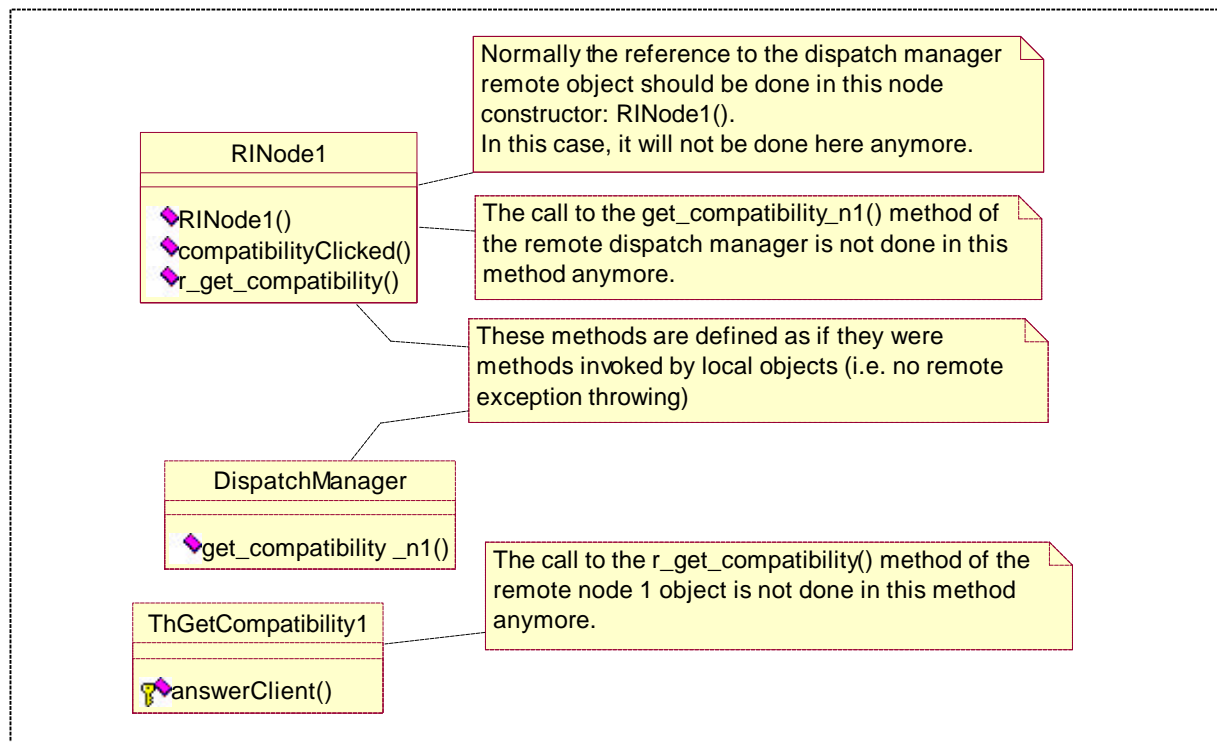 Normally the reference to the dispatch manager
remote object should be done in this node
constructor: RINode1().
In this case, it will not be done here anymore.
RINode1
RINode1()
compatibilityClicked()
r_get_compatibility()
The call to the get_compatibility_n1() method of
the remote dispatch manager is not done in this
method anymore.
These methods are defined as if they were
methods invoked by local objects (i.e. no remote
exception throwing)
DispatchManager
get_compatibility _n1()
The call to the r_get_compatibility() method of the
remote node 1 object is not done in this method
anymore.
ThGetCompatibility1
answerClient()